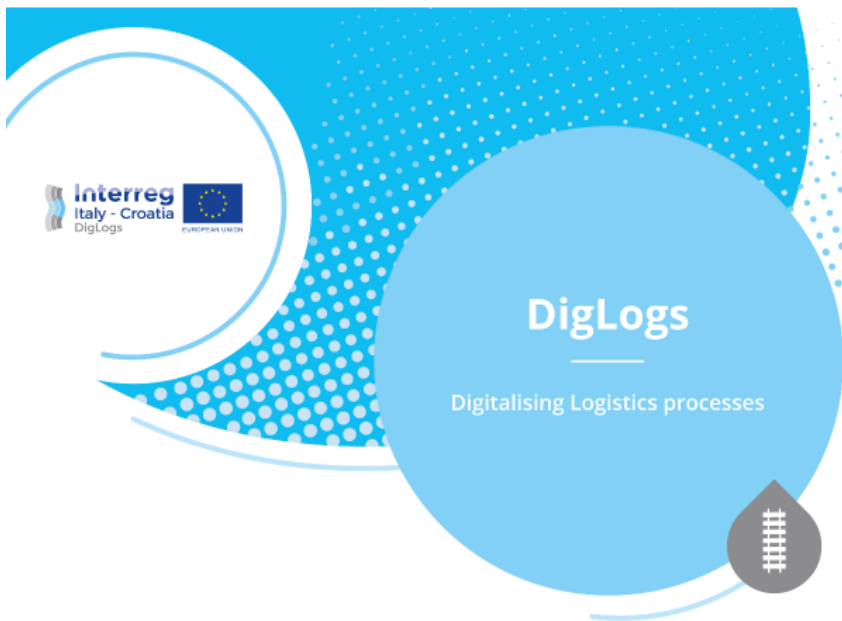 Interreg
Italy - Croatia
DigLogs
EUROPEAN UNION
DigLogs
Digitalising Logistics processes